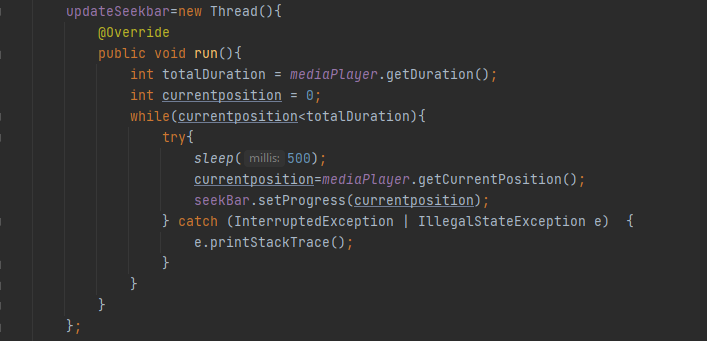 updateSeekbar=new Thread(){
@Override
public void run(){
int totalDuration = mediaPlayer.getDuration();
int currentposition = 0;
while(currentposition<totalDuration){
try{
sleep( millis: 500);
currentposition=mediaPlayer.getCurrentPosition();
seekBar.setProgress(currentposition);
} catch (InterruptedException | IllegalStateException e)  {
e.printStackTrace();
}
}
}
};